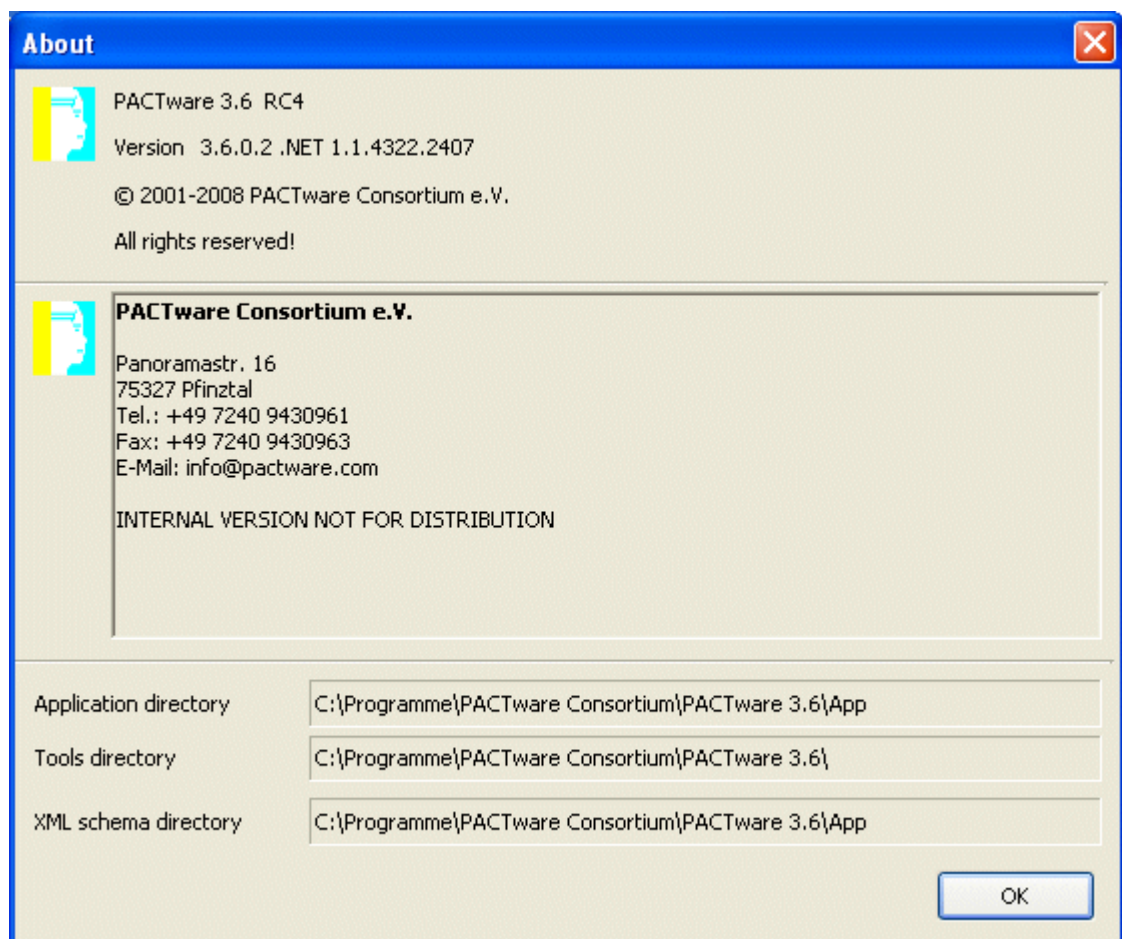 About
PACTware 3.6 RC4
Version 3.6.0.2 .NET 1.1.4322.2407
© 2001-2008 PACTware Consortium e.V.
All rights reserved!
PACTware Consortium e.V.
Panoramastr. 16
75327 Pfinztal
Tel.: +49 7240 9430961
Fax: +49 7240 9430963
E-Mail: info@pactware.com
INTERNAL VERSION NOT FOR DISTRIBUTION
Application directory C:\Programme\PACTware Consortium\PACTware 3.6\App
Tools directory C:\Programme\PACTware Consortium\PACTware 3.6\
XML schema directory C:\Programme\PACTware Consortium\PACTware 3.6\App
OK